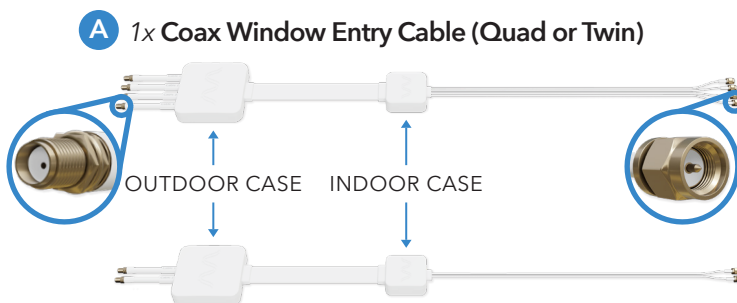 A 1x Coax Window Entry Cable (Quad or Twin)
OUTDOOR CASE INDOOR CASE